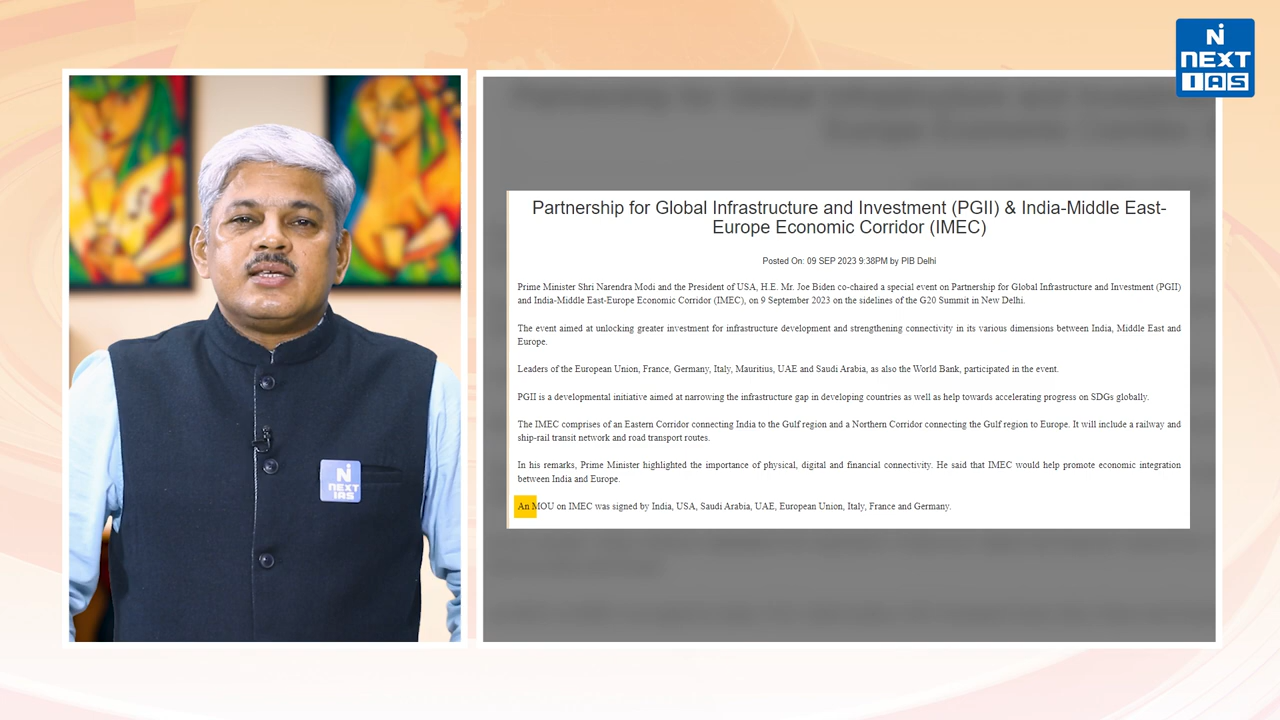 NEXT
IAS
NEXT
IAS
Partnership for Global Infrastructure and Investment (PGII) & India-Middle East-
Europe Economic Corridor (IMEC)
Posted On: 09 SEP 2023 9:38PM by PIB Delhi
Prime Minister Shri Narendra Modi and the President of USA, H.E. Mr. Joe Biden co-chaired a special event on Partnership for Global Infrastructure and Investment (PGII)
and India-Middle East-Europe Economic Corridor (IMEC), on 9 September 2023 on the sidelines of the G20 Summit in New Delhi.
The event aimed at unlocking greater investment for infrastructure development and strengthening connectivity in its various dimensions between India, Middle East and
Europe.
Leaders of the European Union, France, Germany, Italy, Mauritius, UAE and Saudi Arabia, as also the World Bank, participated in the event.
PGII is a developmental initiative aimed at narrowing the infrastructure gap in developing countries as well as help towards accelerating progress on SDGs globally.
The IMEC comprises of an Eastern Corridor connecting India to the Gulf region and a Northern Corridor connecting the Gulf region to Europe. It will include a railway and
ship-rail transit network and road transport routes.
In his remarks, Prime Minister highlighted the importance of physical, digital and financial connectivity. He said that IMEC would help promote economic integration
between India and Europe.
An MOU on IMEC was signed by India, USA, Saudi Arabia, UAE, European Union, Italy, France and Germany.